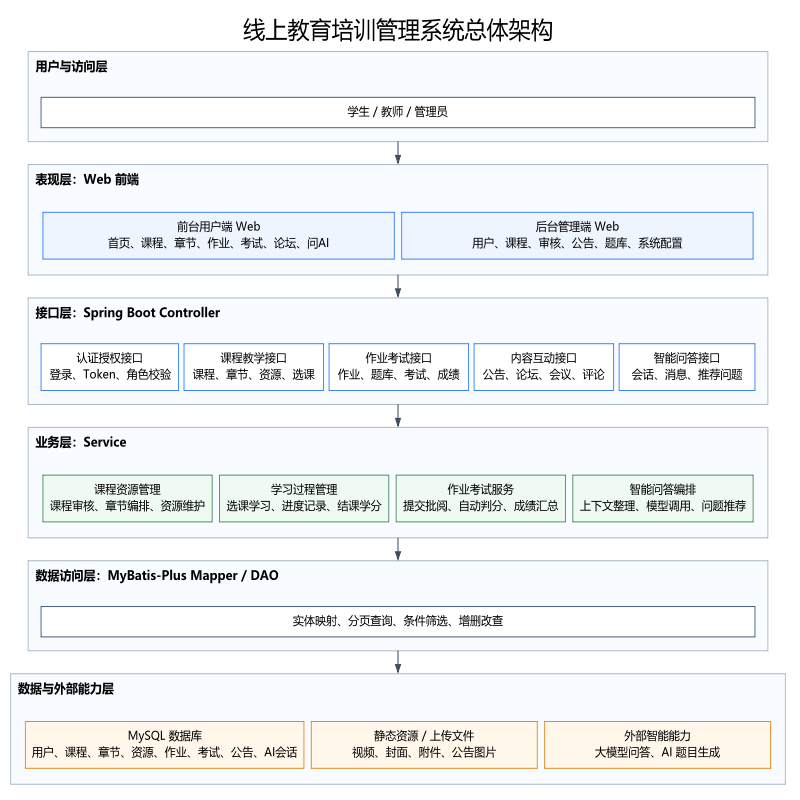 线上教育培训管理系统总体架构
用户与访问层
学生 / 教师 / 管理员
表现层：Web 前端
前台用户端 Web
首页、课程、章节、作业、考试、论坛、问AI
后台管理端 Web
用户、课程、审核、公告、题库、系统配置
接口层：Spring Boot Controller
认证授权接口
登录、Token、角色校验
课程教学接口
课程、章节、资源、选课
作业考试接口
作业、题库、考试、成绩
内容互动接口
公告、论坛、会议、评论
智能问答接口
会话、消息、推荐问题
业务层：Service
课程资源管理
课程审核、章节编排、资源维护
学习过程管理
选课学习、进度记录、结课学分
作业考试服务
提交批阅、自动判分、成绩汇总
智能问答编排
上下文整理、模型调用、问题推荐
数据访问层：MyBatis-Plus Mapper / DAO
实体映射、分页查询、条件筛选、增删改查
数据与外部能力层
MySQL 数据库
用户、课程、章节、资源、作业、考试、公告、AI会话
静态资源 / 上传文件
视频、封面、附件、公告图片
外部智能能力
大模型问答、AI 题目生成